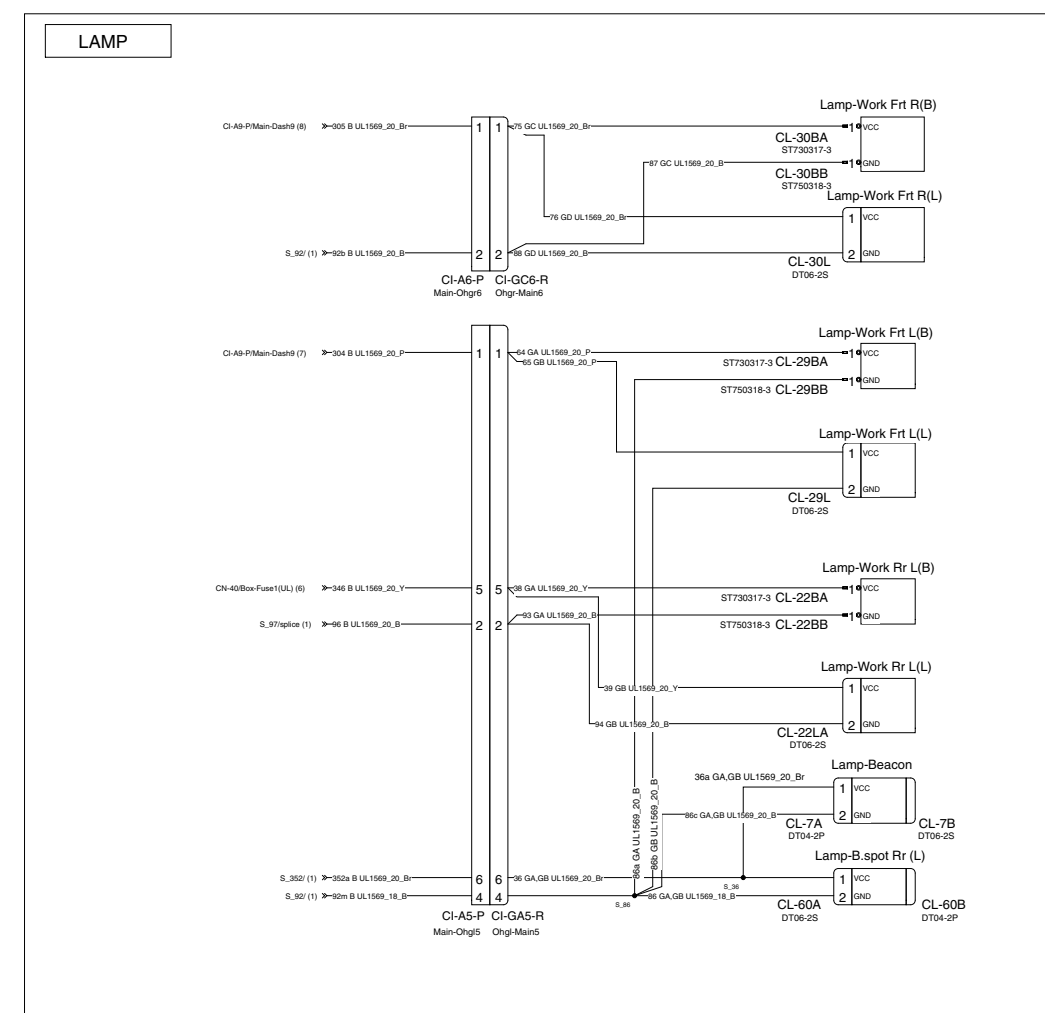 LAMP
Lamp-Work Frt R(B)
CI-A9-P/Main-Dash9 (8) 305 B UL1569_20_Br 1 1 75 GC UL1569_20_Br 1 VCC
CL-30BA
ST730317-3
87 GC UL1569_20_B 1 GND
CL-30BB
ST750318-3
Lamp-Work Frt R(L)
76 GD UL1569_20_Br 1 VCC
S_92/ (1) 92b B UL1569_20_B 2 2 88 GD UL1569_20_B 2 GND
CL-30L
DT06-2S
CI-A6-P CI-GC6-R
Main-Ohgr6 Ohgr-Main6
Lamp-Work Frt L(B)
CI-A9-P/Main-Dash9 (7) 304 B UL1569_20_P 1 1 64 GA UL1569_20_P 1 VCC
65 GB UL1569_20_P
ST730317-3 CL-29BA
1 GND
ST750318-3 CL-29BB
Lamp-Work Frt L(L)
1 VCC
2 GND
CL-29L
DT06-2S
Lamp-Work Rr L(B)
CN-40/Box-Fuse1(UL) (6) 346 B UL1569_20_Y 5 5 38 GA UL1569_20_Y 1 VCC
ST730317-3 CL-22BA
93 GA UL1569_20_B 1 GND
S_97/splice (1) 96 B UL1569_20_B 2 2
ST750318-3 CL-22BB
Lamp-Work Rr L(L)
39 GB UL1569_20_Y 1 VCC
94 GB UL1569_20_B 2 GND
CL-22LA
DT06-2S
Lamp-Beacon
36a GA,GB UL1569_20_Br 1 VCC
86c GA,GB UL1569_20_B 2 GND
CL-7A CL-7B
DT04-2P DT06-2S
86a GA UL1569_20_B
86b GB UL1569_20_B
Lamp-B.spot Rr (L)
S_352/ (1) 352a B UL1569_20_Br 6 6 36 GA,GB UL1569_20_Br 1 VCC
S_36
S_92/ (1) 92m B UL1569_18_B 4 4 86 GA,GB UL1569_18_B 2 GND
S_86
CL-60A CL-60B
DT06-2S DT04-2P
CI-A5-P CI-GA5-R
Main-Ohgl5 Ohgl-Main5